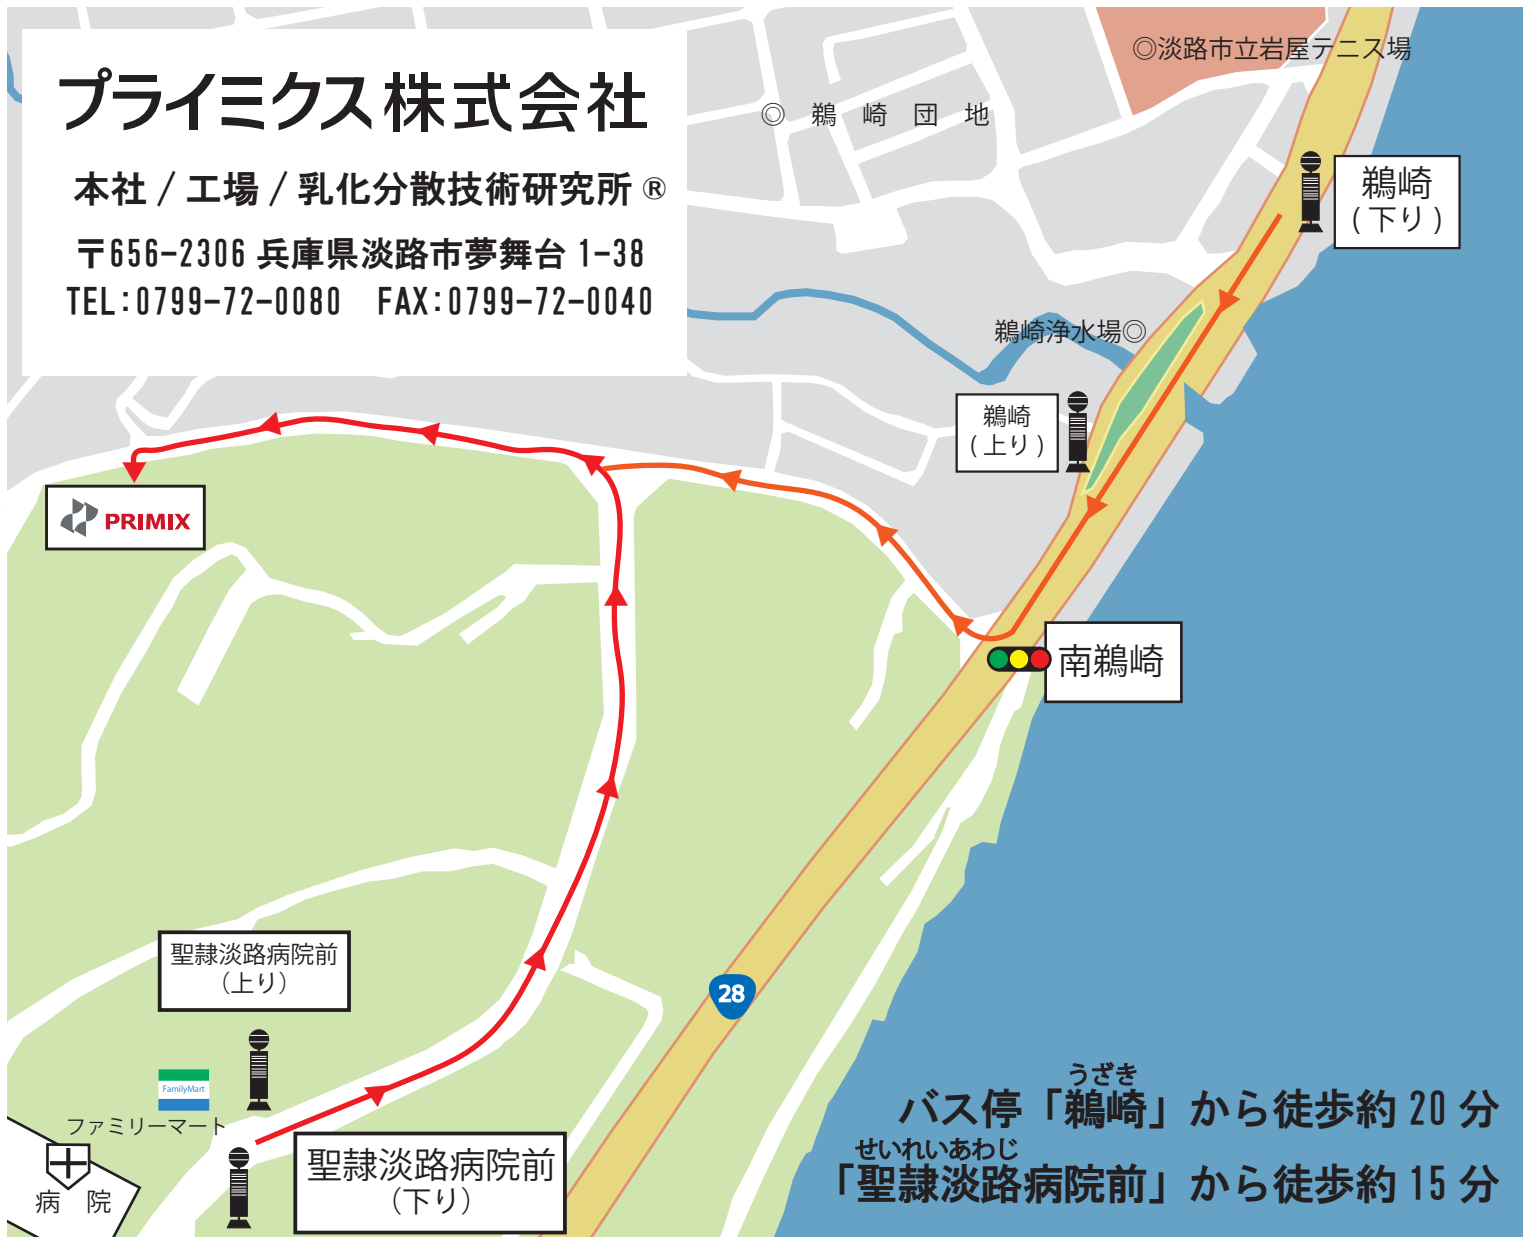 プライミクス株式会社
本社 / 工場 / 乳化分散技術研究所 ®
〒656-2306 兵庫県淡路市夢舞台 1-38
TEL:0799-72-0080 FAX:0799-72-0040
◎淡路市立岩屋テニス場
◎ 鵜 崎 団 地
鵜崎
(下り)
鵜崎浄水場◎
鵜崎
(上り)
PRIMIX
南鵜崎
聖隷淡路病院前
(上り)
28
FamilyMart
ファミリーマート
病 院
聖隷淡路病院前
(下り)
うざき
バス停「鵜崎」から徒歩約 20 分
せいれいあわじ
「聖隷淡路病院前」から徒歩約 15 分